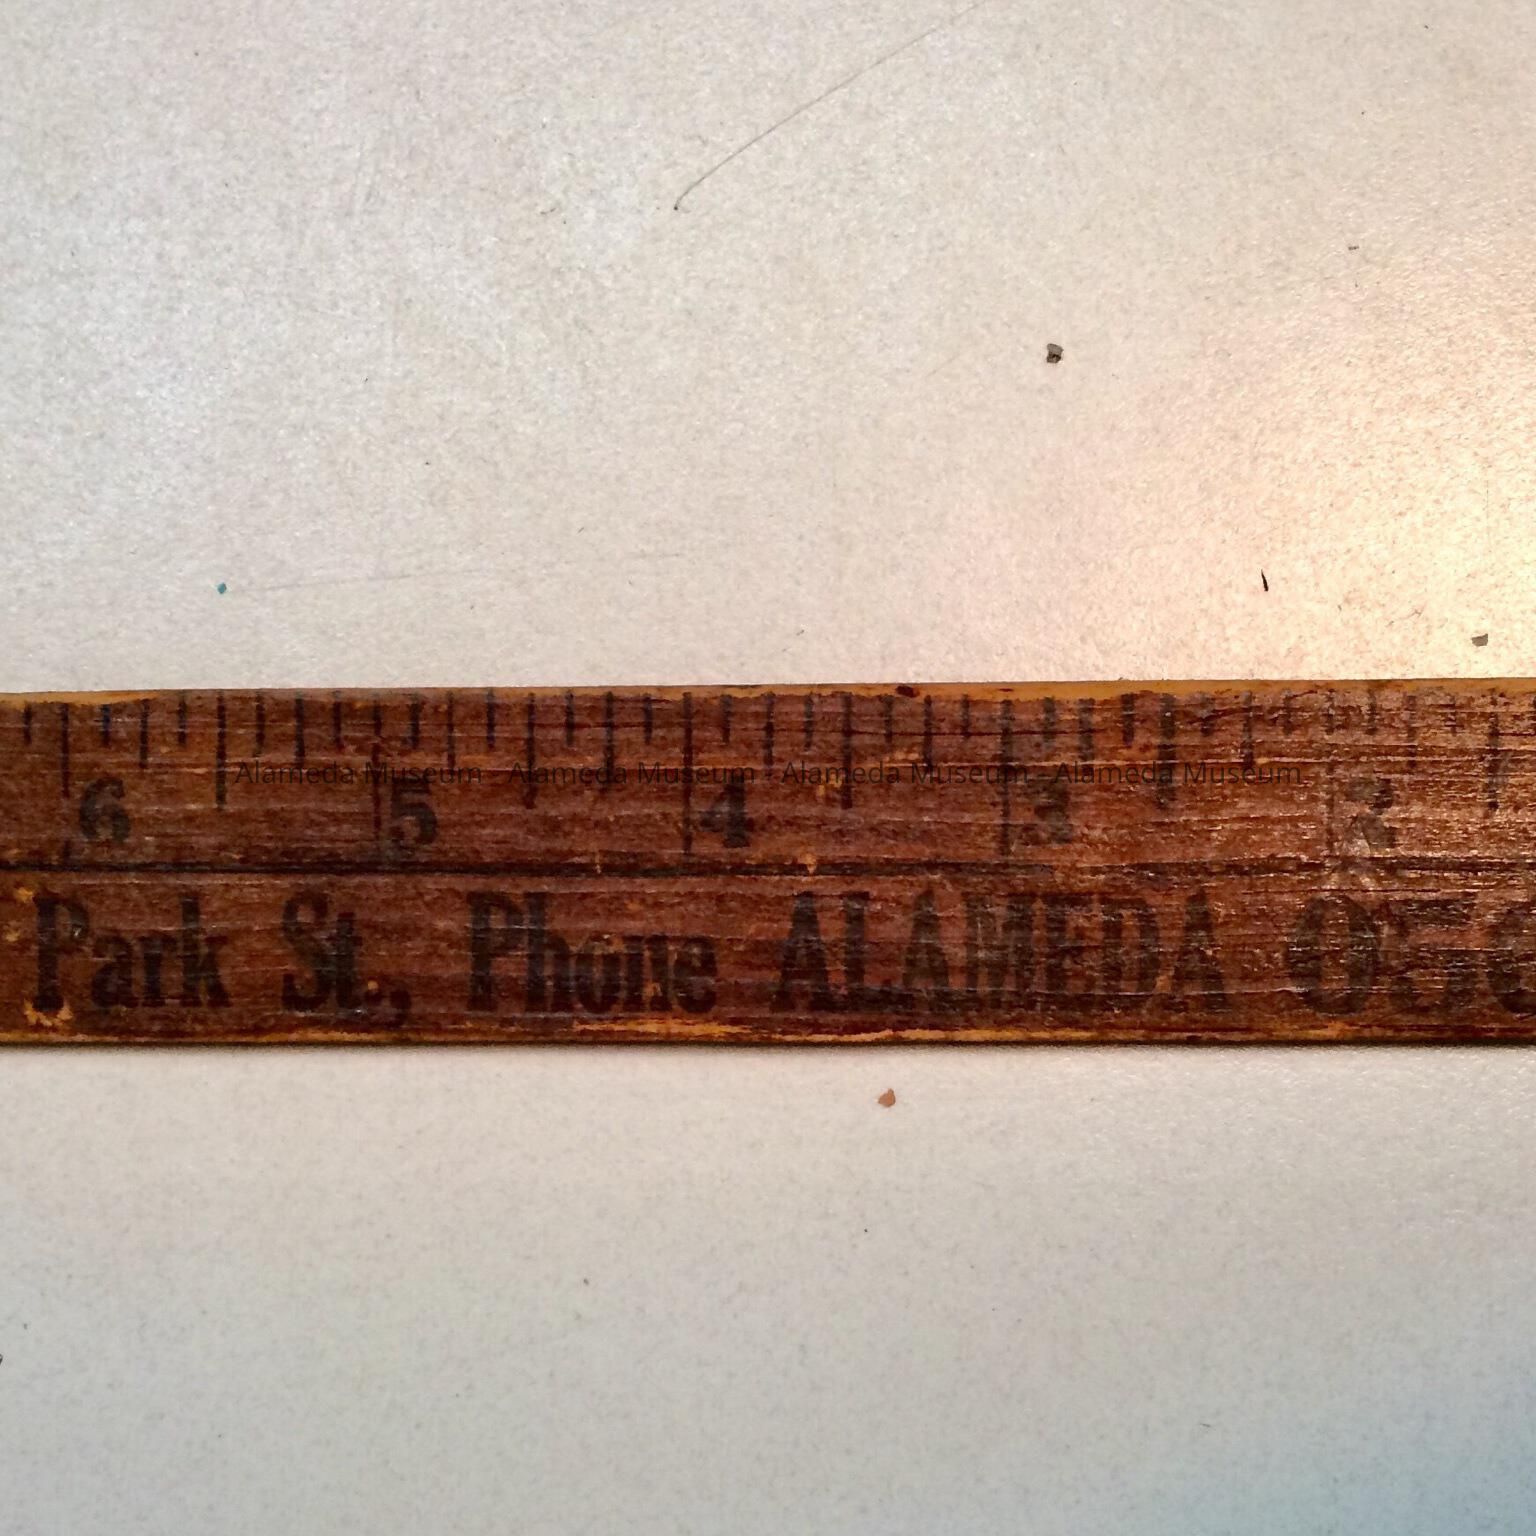 6 5 4 3 2
Alameda Museum - Alameda Museum - Alameda Museum - Alameda Museum
Park St., Phone ALAMEDA